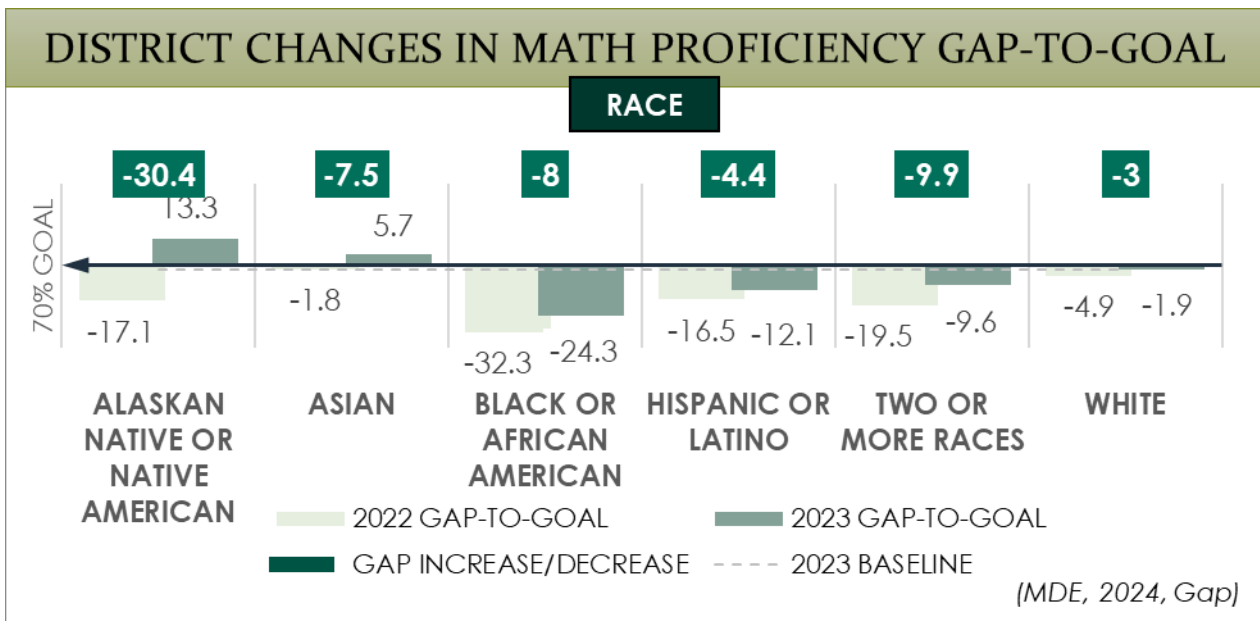 DISTRICT CHANGES IN MATH PROFICIENCY GAP-TO-GOAL
RACE
-30.4
-7.5
-8
-4.4
-9.9
-3
70% GOAL
13.3
5.7
-17.1
-1.8
-32.3
-24.3
-16.5
-12.1
-19.5
-9.6
-4.9
-1.9
ALASKAN
NATIVE OR
NATIVE
AMERICAN
ASIAN
BLACK OR
AFRICAN
AMERICAN
HISPANIC OR
LATINO
TWO OR
MORE RACES
WHITE
2022 GAP-TO-GOAL
2023 GAP-TO-GOAL
GAP INCREASE/DECREASE
2023 BASELINE
(MDE, 2024, Gap)